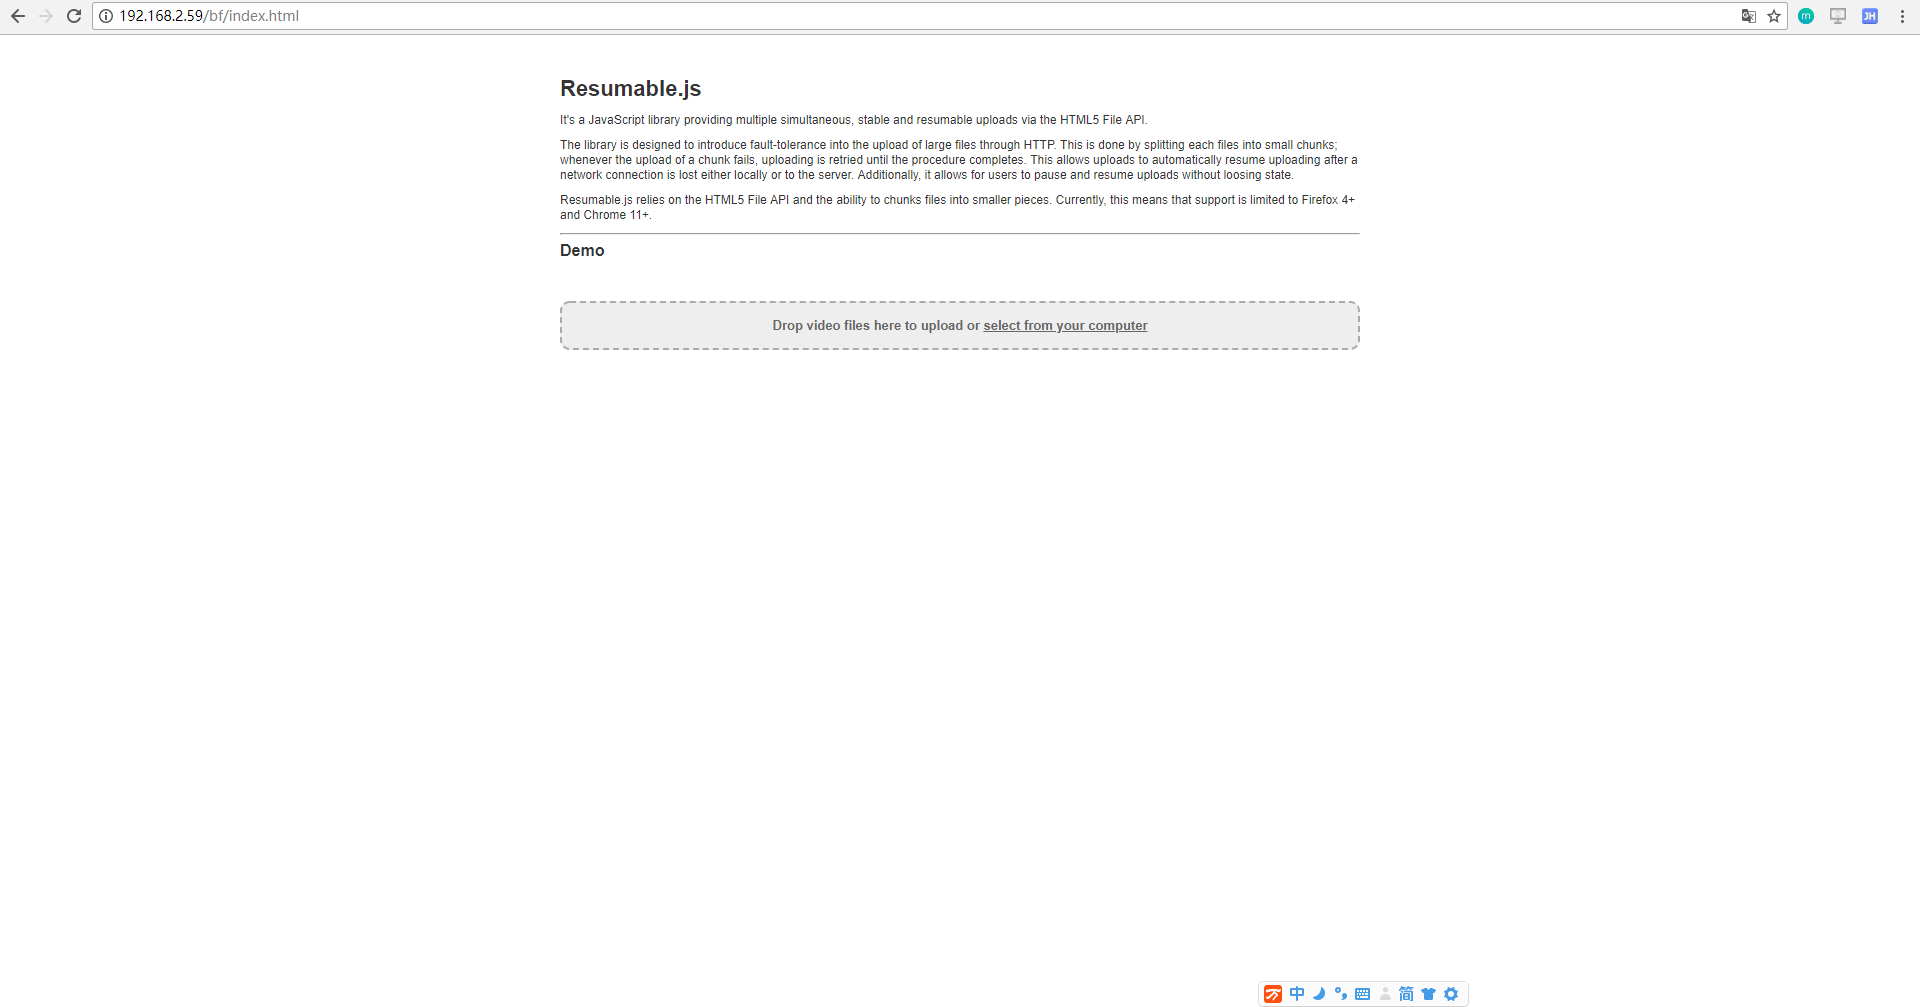 192.168.2.59/bf/index.html
m
JH
Resumable.js
It's a JavaScript library providing multiple simultaneous, stable and resumable uploads via the HTML5 File API.
The library is designed to introduce fault-tolerance into the upload of large files through HTTP. This is done by splitting each files into small chunks;
whenever the upload of a chunk fails, uploading is retried until the procedure completes. This allows uploads to automatically resume uploading after a
network connection is lost either locally or to the server. Additionally, it allows for users to pause and resume uploads without loosing state.
Resumable.js relies on the HTML5 File API and the ability to chunks files into smaller pieces. Currently, this means that support is limited to Firefox 4+
and Chrome 11+.
Demo
Drop video files here to upload or select from your computer
中 简